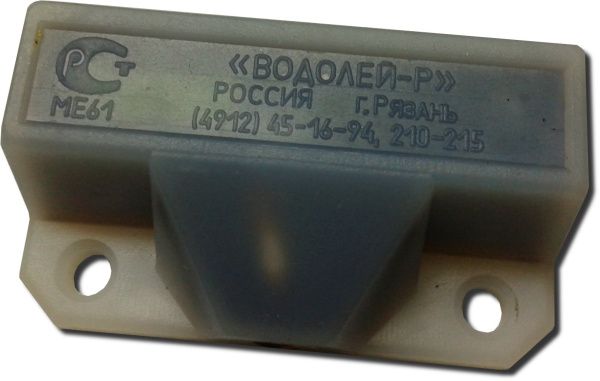 РСТ
МЕ61
«ВОДОЛЕЙ-Р»
РОССИЯ г.Рязань
(4912) 45-16-94, 210-215